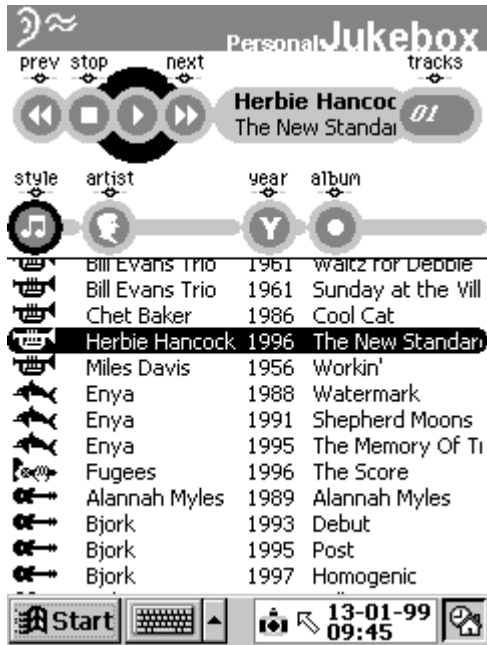 Personal Jukebox
prev stop next tracks
Herbie Hancoc 01
The New Standar
style artist year album
Y
Bill Evans Trio 1961 Waltz for Debbie
Bill Evans Trio 1961 Sunday at the Vill
Chet Baker 1986 Cool Cat
Herbie Hancock 1996 The New Standard
Miles Davis 1956 Workin'
Enya 1988 Watermark
Enya 1991 Shepherd Moons
Enya 1995 The Memory Of Tr
Fugees 1996 The Score
Alannah Myles 1989 Alannah Myles
Bjork 1993 Debut
Bjork 1995 Post
Bjork 1997 Homogenic
Start 13-01-99
09:45